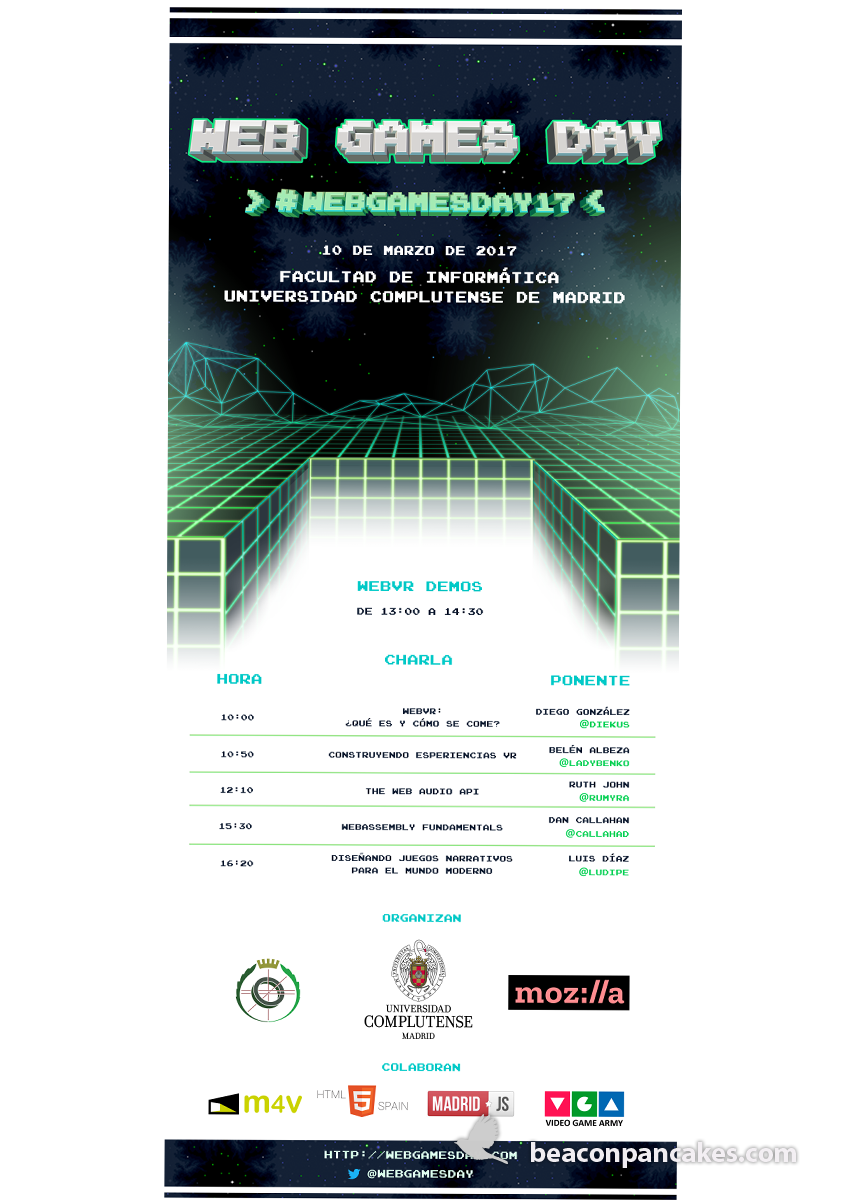 WEB GAMES DAY
#WEBGAMESDAY17
10 DE MARZO DE 2017
FACULTAD DE INFORMÁTICA
UNIVERSIDAD COMPLUTENSE DE MADRID
WEBVR DEMOS
DE 13:00 A 14:30
HORA CHARLA PONENTE
10:00 WEBVR: DIEGO GONZÁLEZ
¿QUÉ ES Y CÓMO SE COME? @DIEKUS
10:50 CONSTRUYENDO ESPERIENCIAS VR BELÉN ALBEZA
@LADYBENKO
12:10 THE WEB AUDIO API RUTH JOHN
@RUMYRA
15:30 WEBASSEMBLY FUNDAMENTALS DAN CALLAHAN
@CALLAHAD
16:20 DISEÑANDO JUEGOS NARRATIVOS LUIS DÍAZ
PARA EL MUNDO MODERNO @LUDIPE
ORGANIZAN
UNIVERSIDAD
COMPLUTENSE
MADRID
moz://a
COLABORAN
m4v
HTML 5 SPAIN
MADRID JS
VGA
VIDEO GAME ARMY
@WEBGAMESDAY
beaconpancakes.com